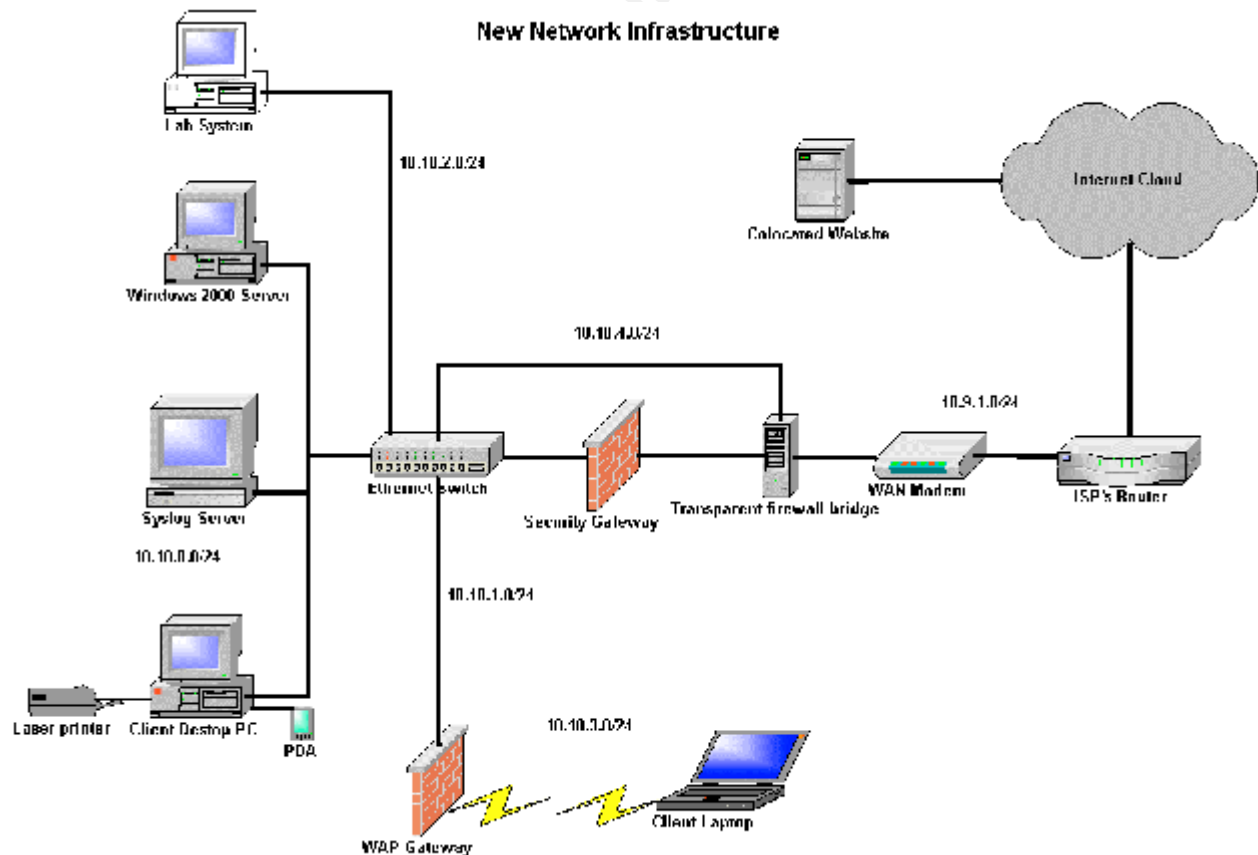 New Network Infrastructure
Lab System
10.10.2.0/24
Internet Cloud
Colocated Website
Windows 2000 Server
10.10.4.0/24
10.9.1.0/24
Ethernet switch
Security Gateway
Transparent firewall bridge
WAN Modem
ISP's Router
Syslog Server
10.10.0.0/24
10.10.1.0/24
Laser printer
Client Destop PC
PDA
10.10.3.0/24
Client Laptop
WAP Gateway